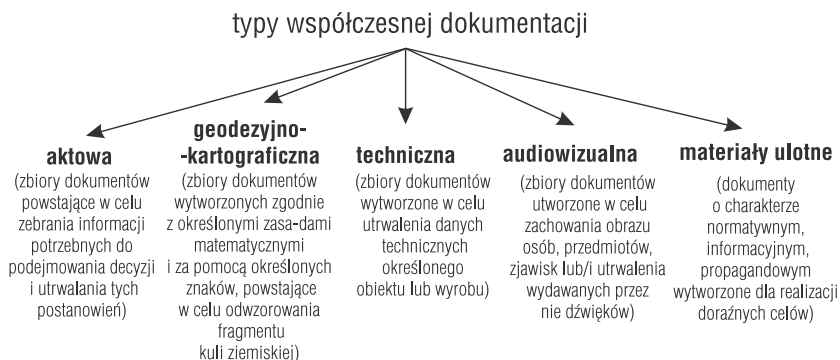 typy współczesnej dokumentacji
aktowa
(zbiory dokumentów
powstające w celu
zebrania informacji
potrzebnych do
podejmowania decyzji
i utrwalania tych
postanowień)
geodezyjno-
-kartograficzna
(zbiory dokumentów
wytworzonych zgodnie
z określonymi zasa-dami
matematycznymi
i za pomocą określonych
znaków, powstające
w celu odwzorowania
fragmentu
kuli ziemiskiej)
techniczna
(zbiory dokumentów
wytworzone w celu
utrwalenia danych
technicznych
określonego
obiektu lub wyrobu)
audiowizualna
(zbiory dokumentów
utworzone w celu
zachowania obrazu
osób, przedmiotów,
zjawisk lub/i utrwalenia
wydawanych przez
nie dźwięków)
materiały ulotne
(dokumenty
o charakterze
normatywnym,
informacyjnym,
propagandowym
wytworzone dla realizacji
doraźnych celów)